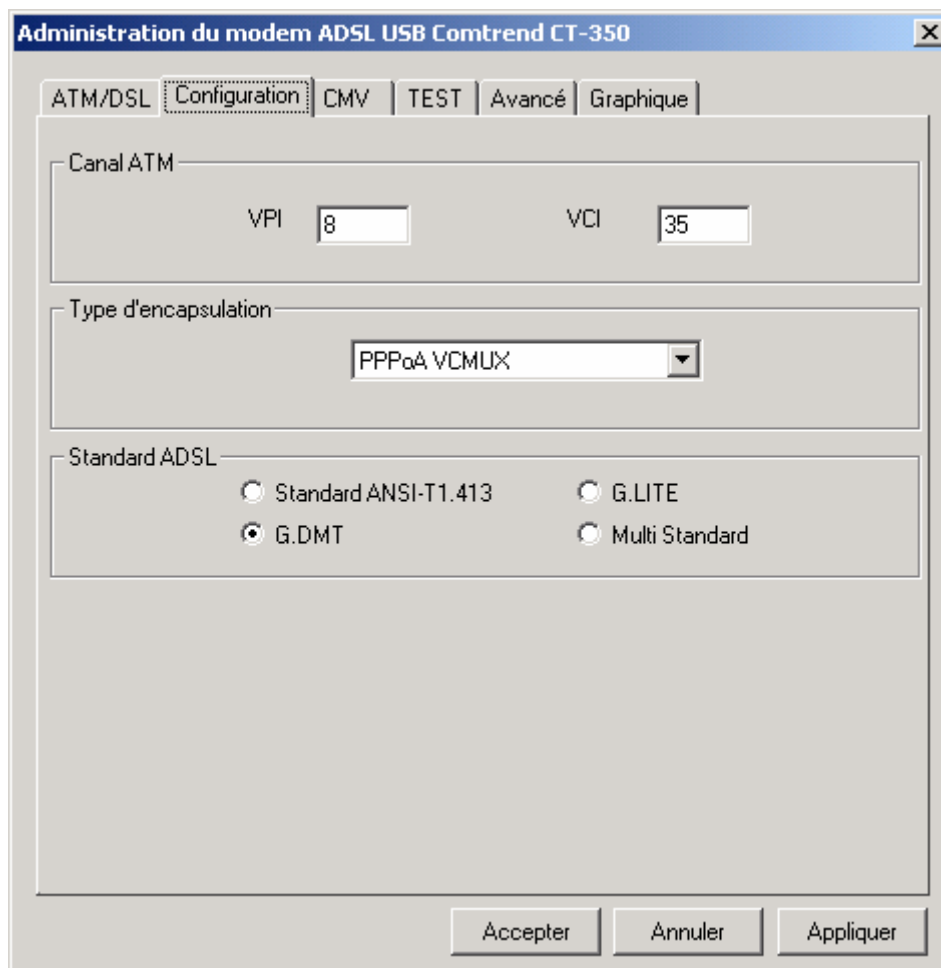 Administration du modem ADSL USB Comtrend CT-350
ATM/DSL Configuration CMV TEST Avancé Graphique
Canal ATM
VPI 8 VCI 35
Type d'encapsulation
PPPoA VCMUX
Standard ADSL
Standard ANSI-T1.413 G.LITE
G.DMT Multi Standard
Accepter Annuler Appliquer